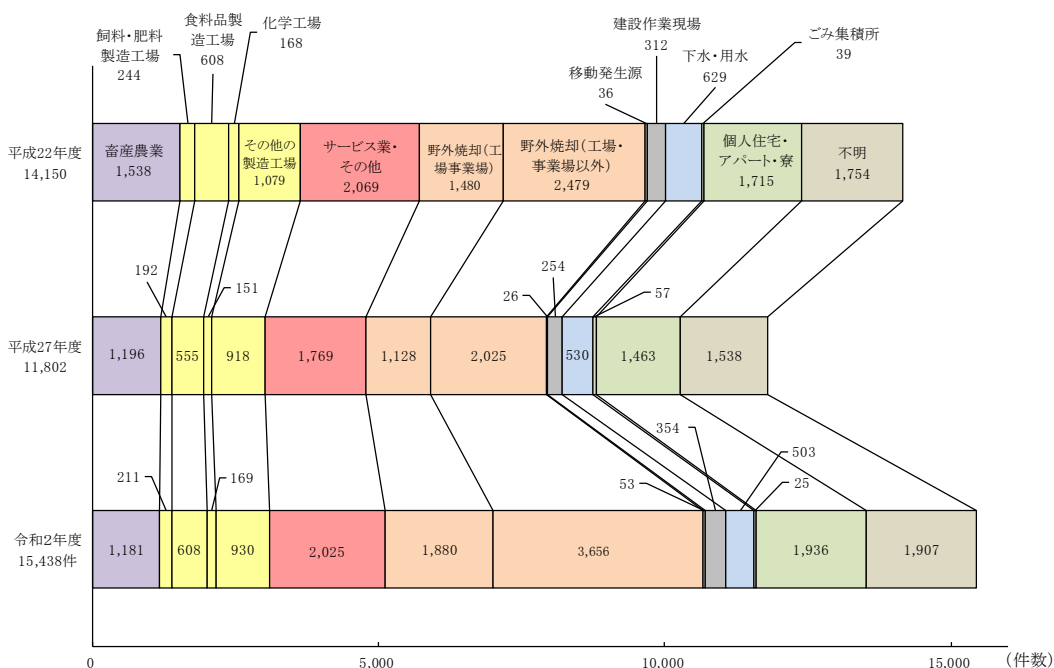 飼料・肥料
製造工場
244
食料品製
造工場
608
化学工場
168
建設作業現場
312
移動発生源
36
下水・用水
629
ごみ集積所
39
平成22年度
14,150
畜産農業
1,538
その他の
製造工場
1,079
サービス業・
その他
2,069
野外焼却(工
場事業場)
1,480
野外焼却(工場・
事業場以外)
2,479
個人住宅・
アパート・寮
1,715
不明
1,754
192
151
26
254
57
平成27年度
11,802
1,196
555
918
1,769
1,128
2,025
530
1,463
1,538
211
169
53
354
503
25
令和2年度
15,438件
1,181
608
930
2,025
1,880
3,656
1,936
1,907
0
5,000
10,000
15,000
(件数)